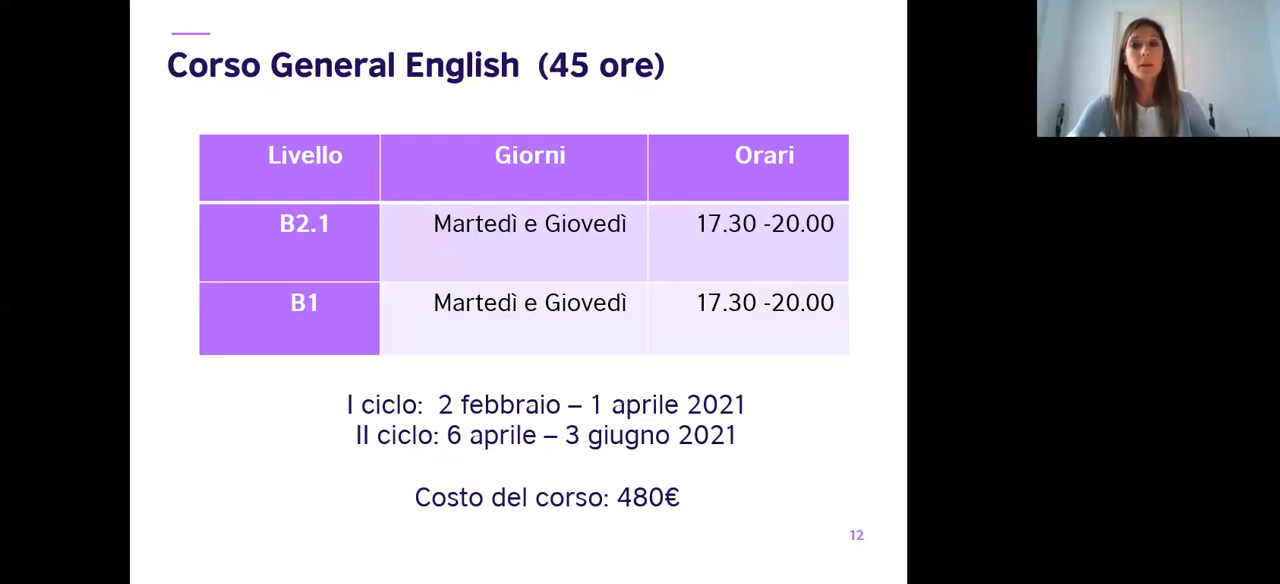 Corso General English (45 ore)
Livello Giorni Orari
B2.1 Martedì e Giovedì 17.30 -20.00
B1 Martedì e Giovedì 17.30 -20.00
I ciclo: 2 febbraio – 1 aprile 2021
II ciclo: 6 aprile – 3 giugno 2021
Costo del corso: 480€
12